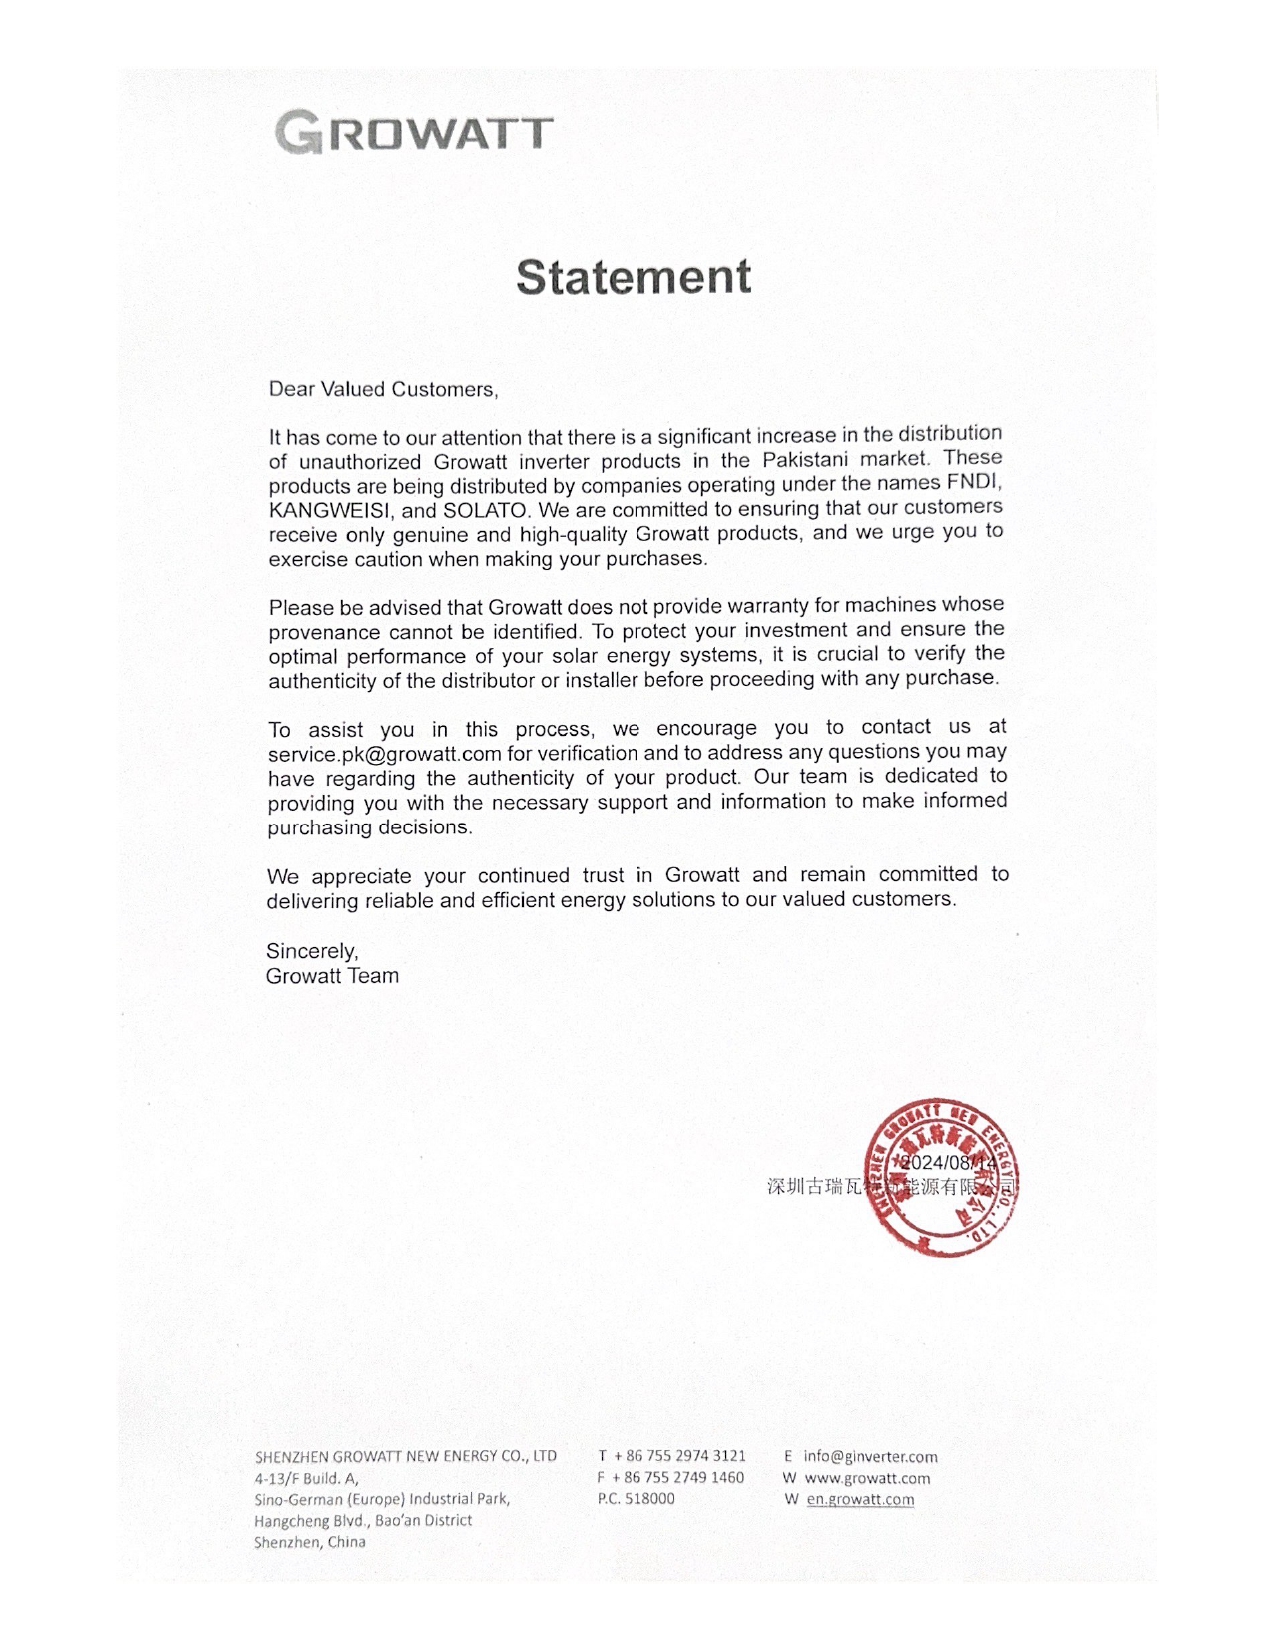 GROWATT
Statement
Dear Valued Customers,
It has come to our attention that there is a significant increase in the distribution
of unauthorized Growatt inverter products in the Pakistani market. These
products are being distributed by companies operating under the names FNDI,
KANGWEISI, and SOLATO. We are committed to ensuring that our customers
receive only genuine and high-quality Growatt products, and we urge you to
exercise caution when making your purchases.
Please be advised that Growatt does not provide warranty for machines whose
provenance cannot be identified. To protect your investment and ensure the
optimal performance of your solar energy systems, it is crucial to verify the
authenticity of the distributor or installer before proceeding with any purchase.
To assist you in this process, we encourage you to contact us at
service.pk@growatt.com for verification and to address any questions you may
have regarding the authenticity of your product. Our team is dedicated to
providing you with the necessary support and information to make informed
purchasing decisions.
We appreciate your continued trust in Growatt and remain committed to
delivering reliable and efficient energy solutions to our valued customers.
Sincerely,
Growatt Team
SHENZHEN GROWATT NEW ENERGY CO., LTD.
2024/08/14
深圳古瑞瓦特新能源有限公司
SHENZHEN GROWATT NEW ENERGY CO., LTD T + 86 755 2974 3121 E info@ginverter.com
4-13/F Build. A, F + 86 755 2749 1460 W www.growatt.com
Sino-German (Europe) Industrial Park, P.C. 518000 W en.growatt.com
Hangcheng Blvd., Bao'an District
Shenzhen, China